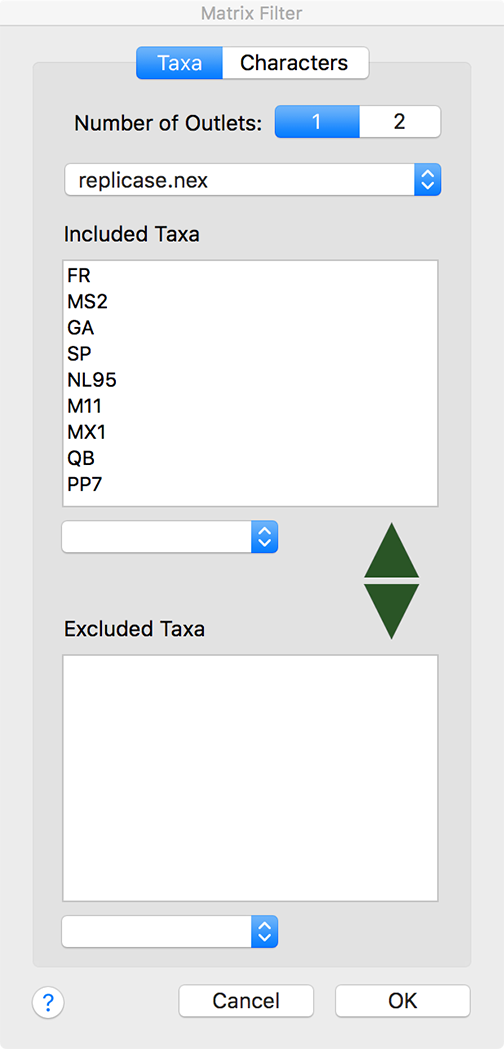 Matrix Filter
Taxa Characters
Number of Outlets: 1 2
replicase.nex
Included Taxa
FR
MS2
GA
SP
NL95
M11
MX1
QB
PP7
Excluded Taxa
? Cancel OK